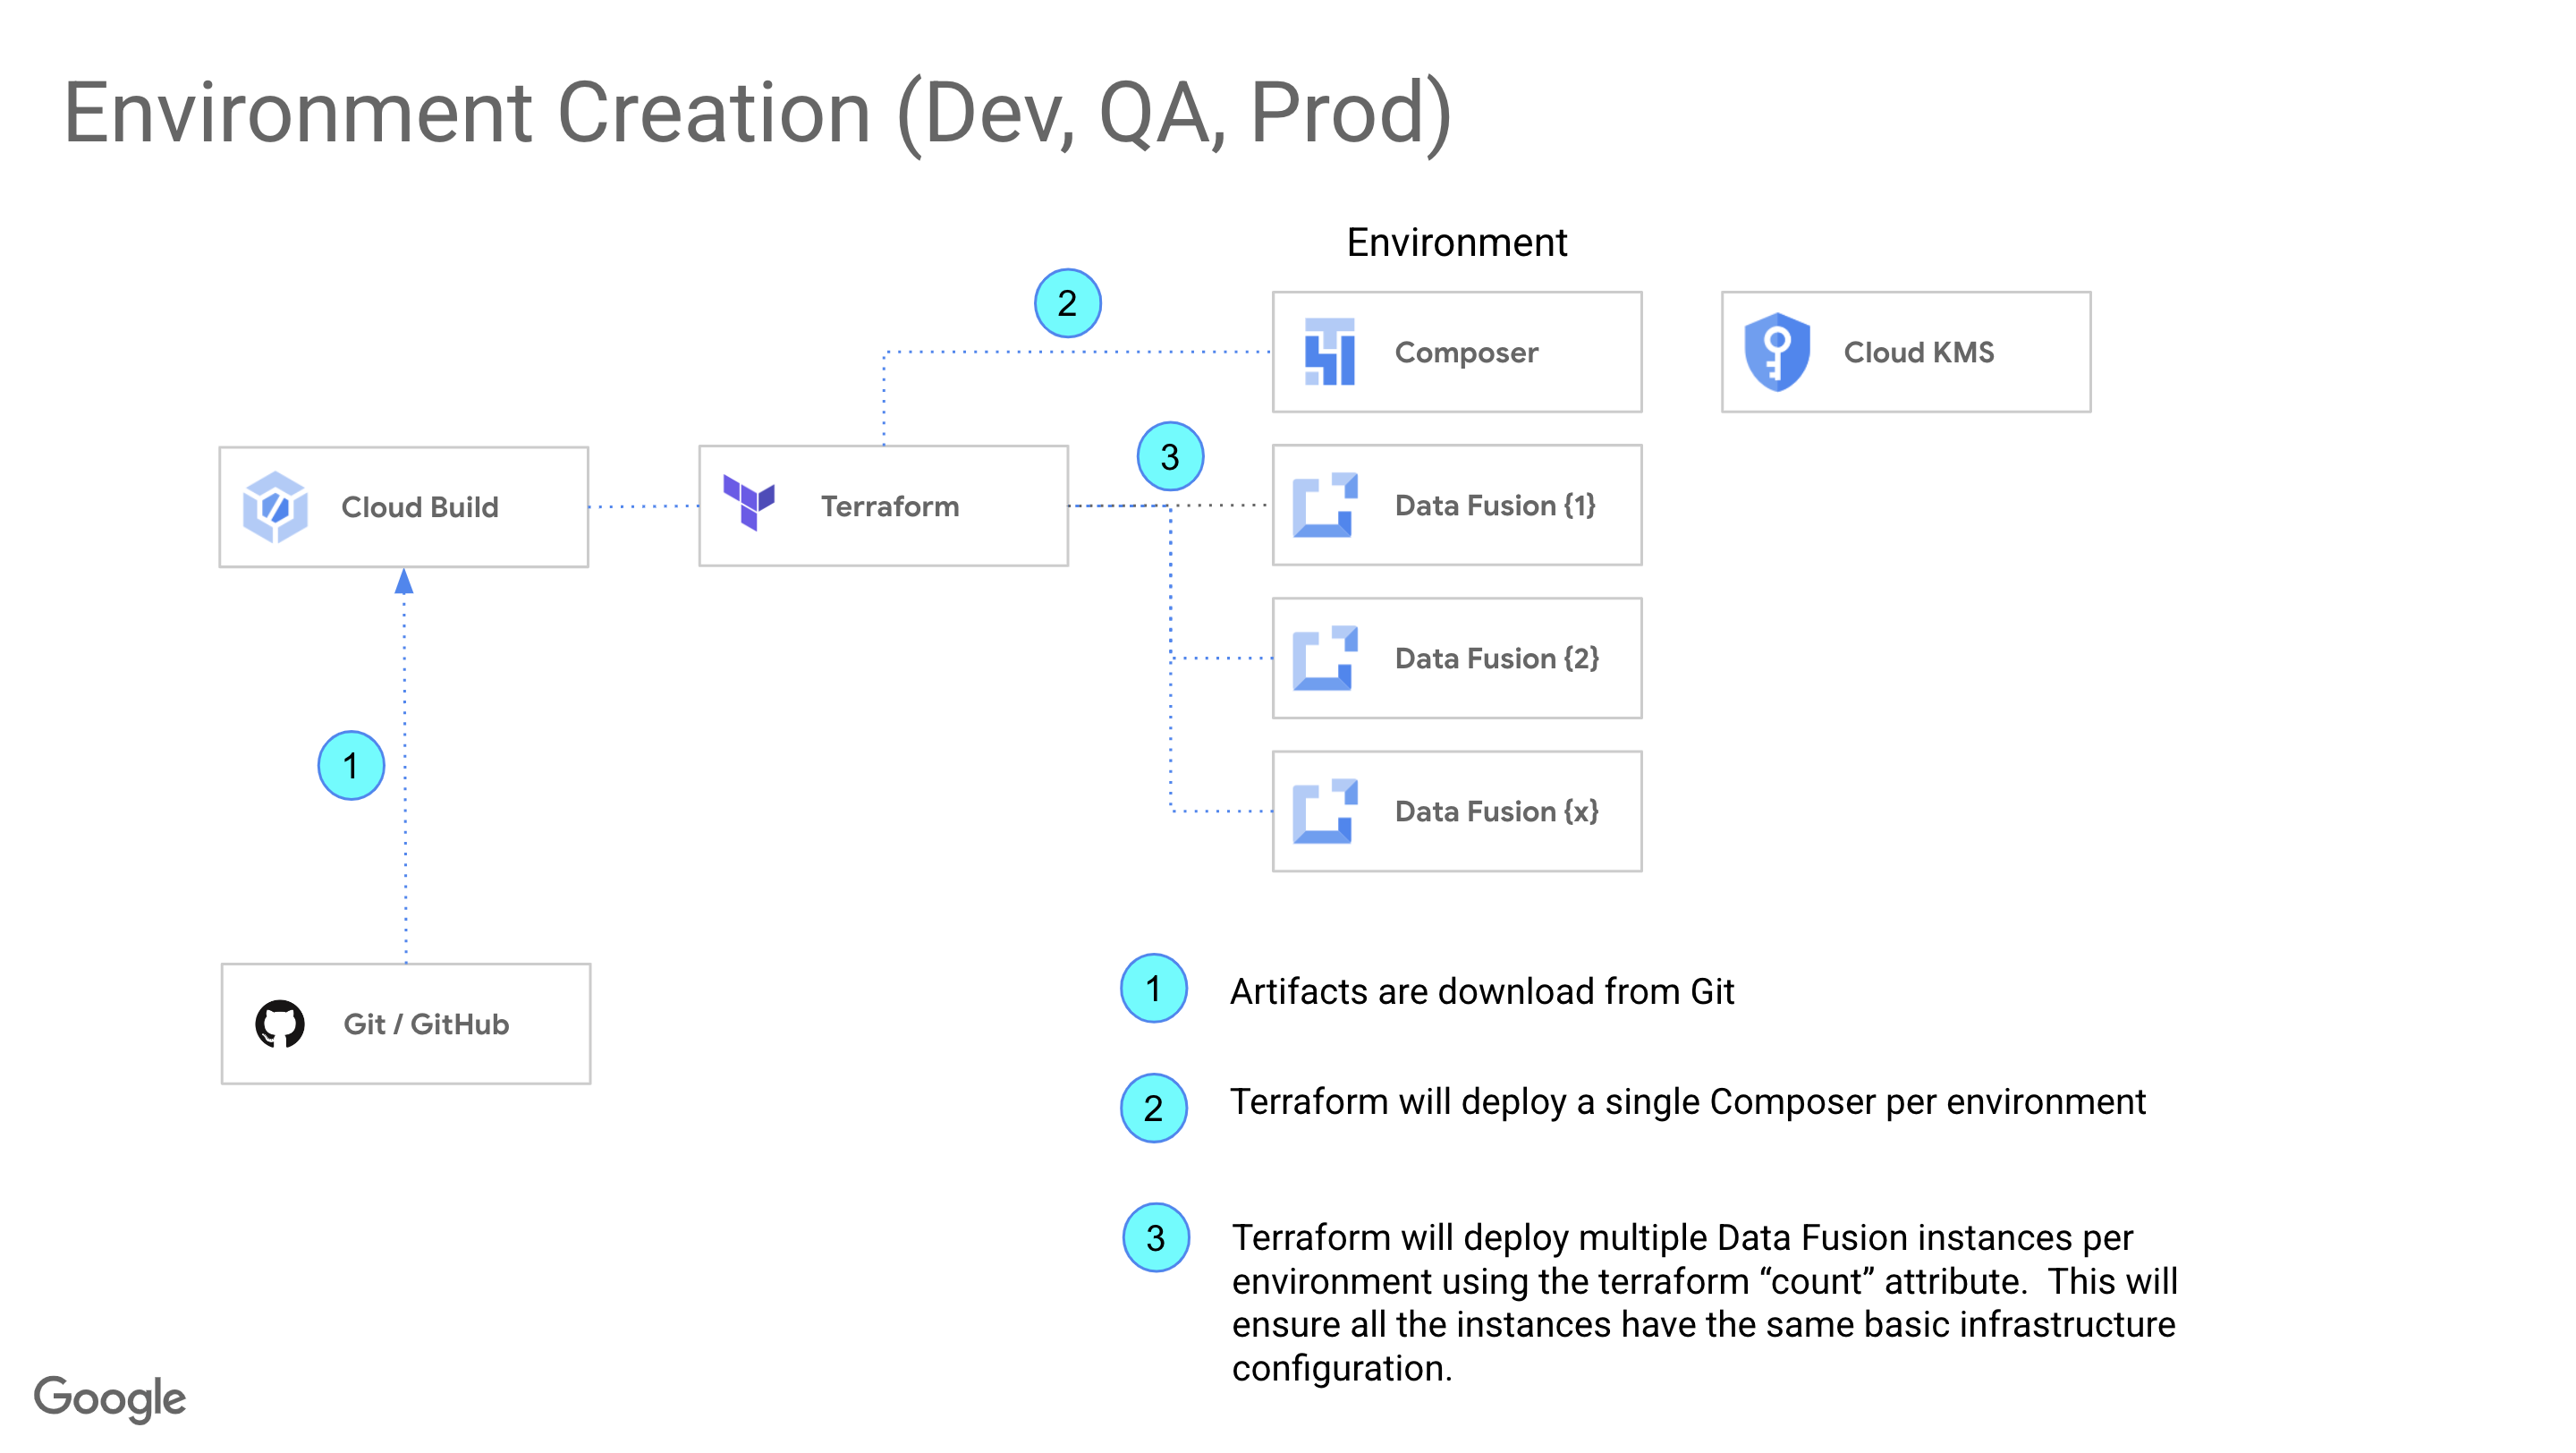 Environment Creation (Dev, QA, Prod)
Environment
2
Composer
Cloud KMS
3
Cloud Build
Terraform
Data Fusion {1}
Data Fusion {2}
1
Data Fusion {x}
Git / GitHub
1
Artifacts are download from Git
2
Terraform will deploy a single Composer per environment
3
Terraform will deploy multiple Data Fusion instances per
environment using the terraform “count” attribute.  This will
ensure all the instances have the same basic infrastructure
configuration.
Google